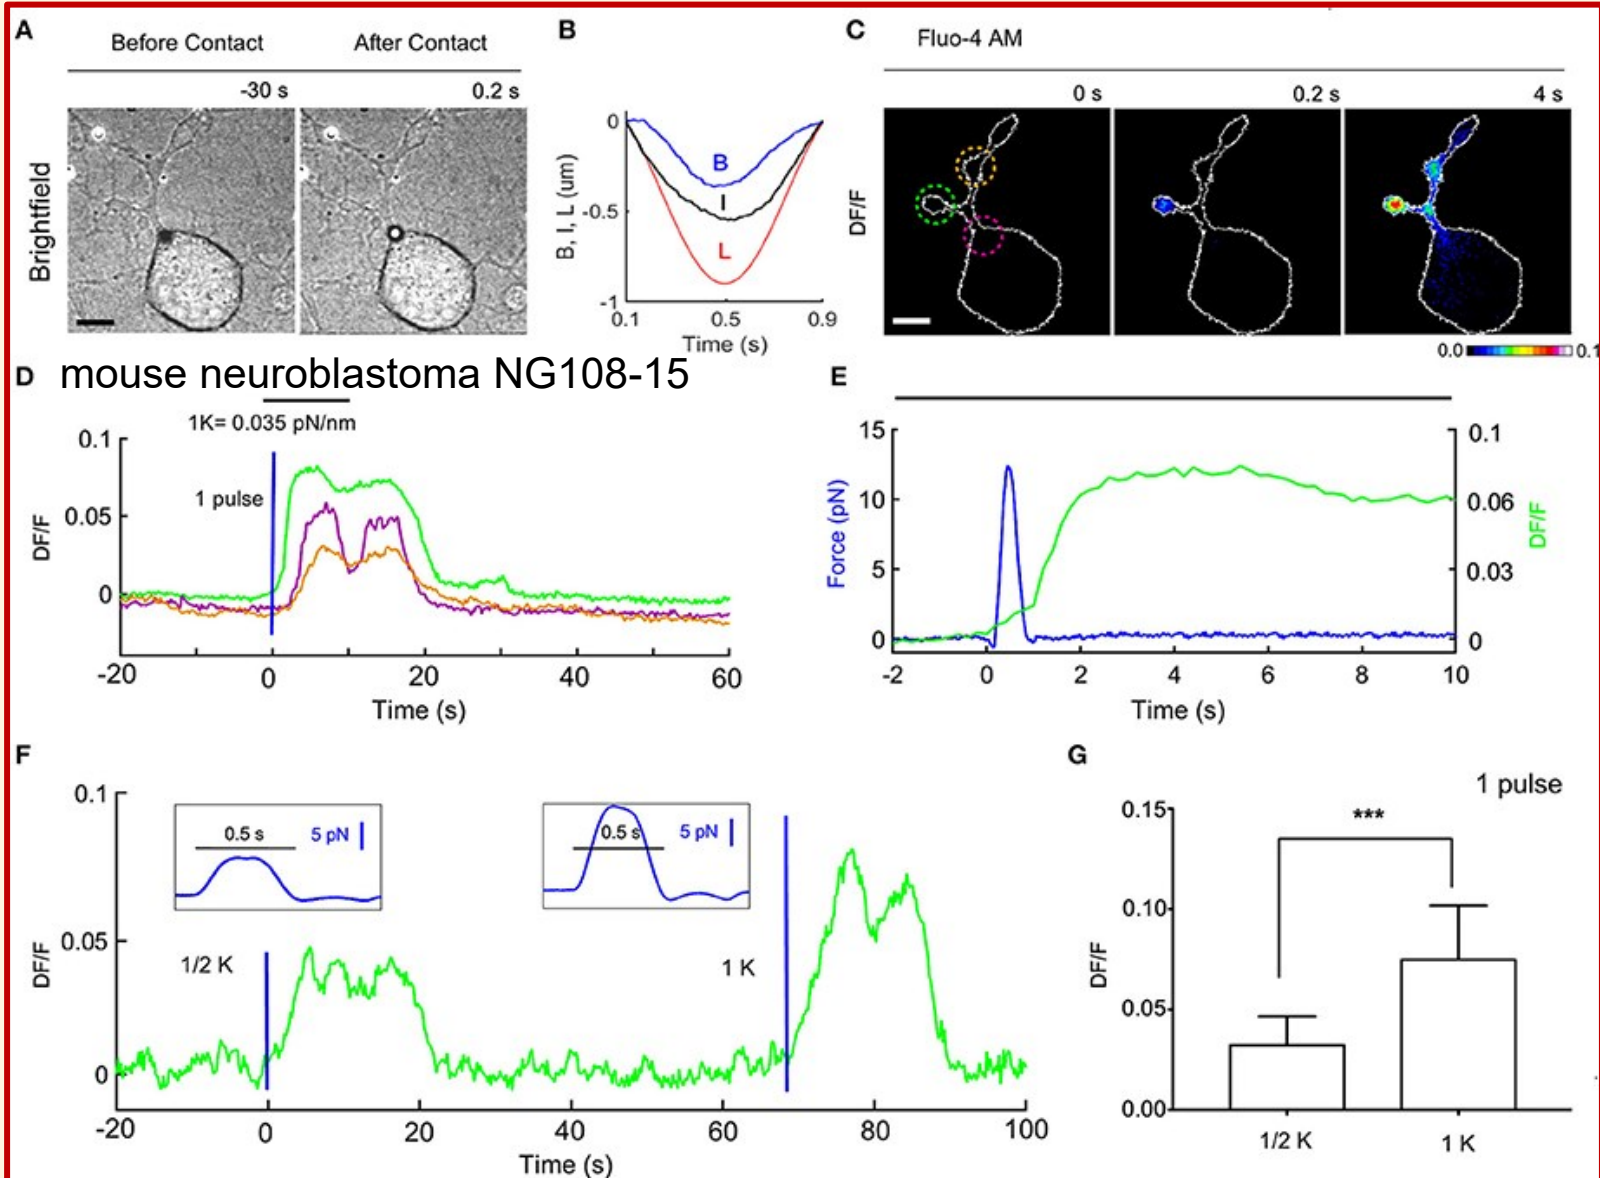 A
Before Contact
After Contact
-30 s
0.2 s
Brightfield
B
0
-0.5
-1
B, I, L (um)
B
I
L
0.1
0.5
0.9
Time (s)
C
Fluo-4 AM
0 s
0.2 s
4 s
DF/F
0.0
0.1
mouse neuroblastoma NG108-15
D
1K= 0.035 pN/nm
1 pulse
0.1
0.05
0
DF/F
-20
0
20
40
60
Time (s)
E
15
10
5
0
Force (pN)
0.1
0.06
0.03
0
DF/F
-2
0
2
4
6
8
10
Time (s)
F
0.1
0.05
0
DF/F
0.5 s
5 pN
0.5 s
5 pN
1/2 K
1 K
-20
0
20
40
60
80
100
Time (s)
G
1 pulse
***
0.15
0.10
0.05
0.00
DF/F
1/2 K
1 K